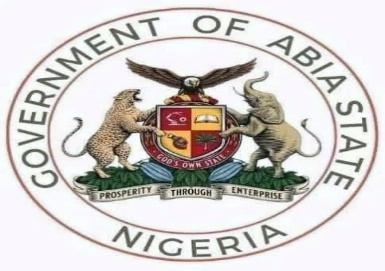 GOVERNMENT OF ABIA STATE
GOD'S OWN STATE
PROSPERITY THROUGH ENTERPRISE
NIGERIA